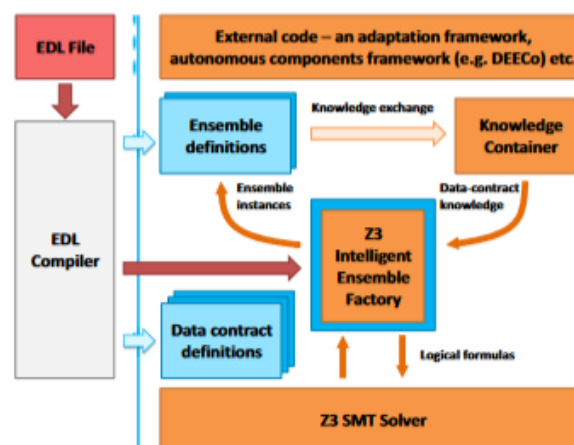 EDL File
External code – an adaptation framework,
autonomous components framework (e.g. DEECo) etc.
Ensemble
definitions
Knowledge exchange
Knowledge
Container
Ensemble
instances
Data-contract
knowledge
EDL
Compiler
Z3
Intelligent
Ensemble
Factory
Data contract
definitions
Logical formulas
Z3 SMT Solver